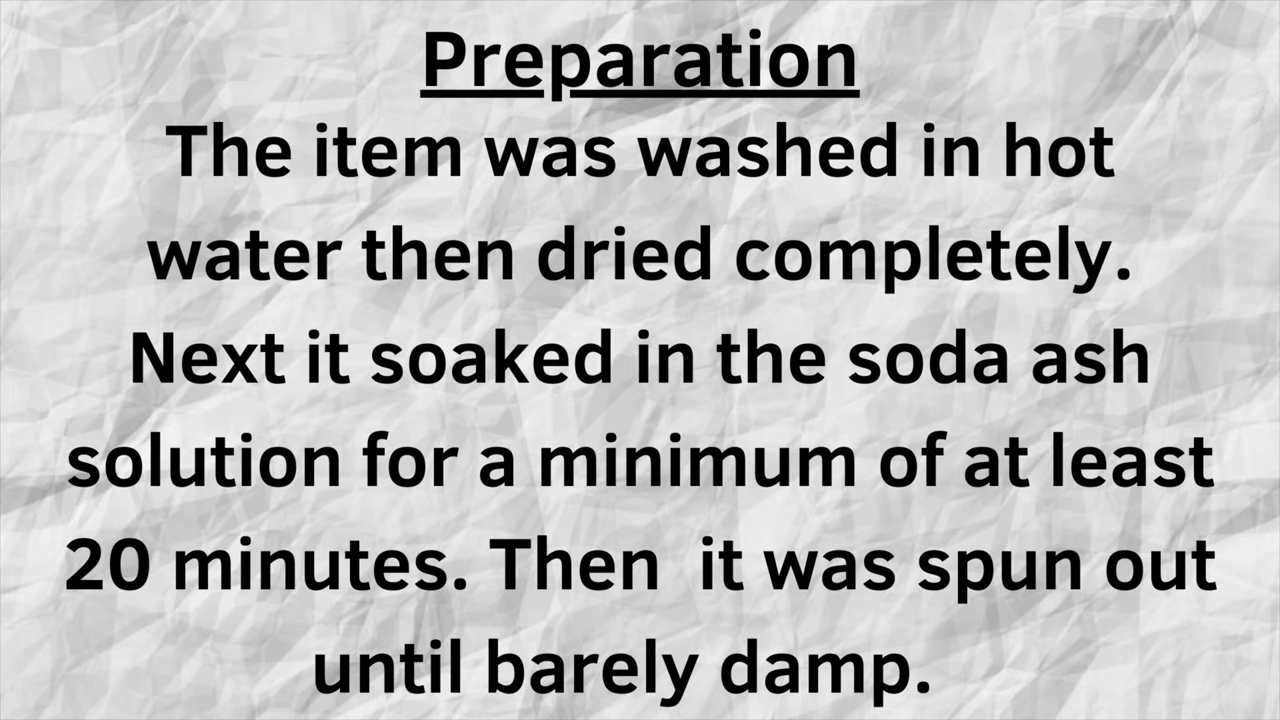 Preparation
The item was washed in hot
water then dried completely.
Next it soaked in the soda ash
solution for a minimum of at least
20 minutes. Then  it was spun out
until barely damp.